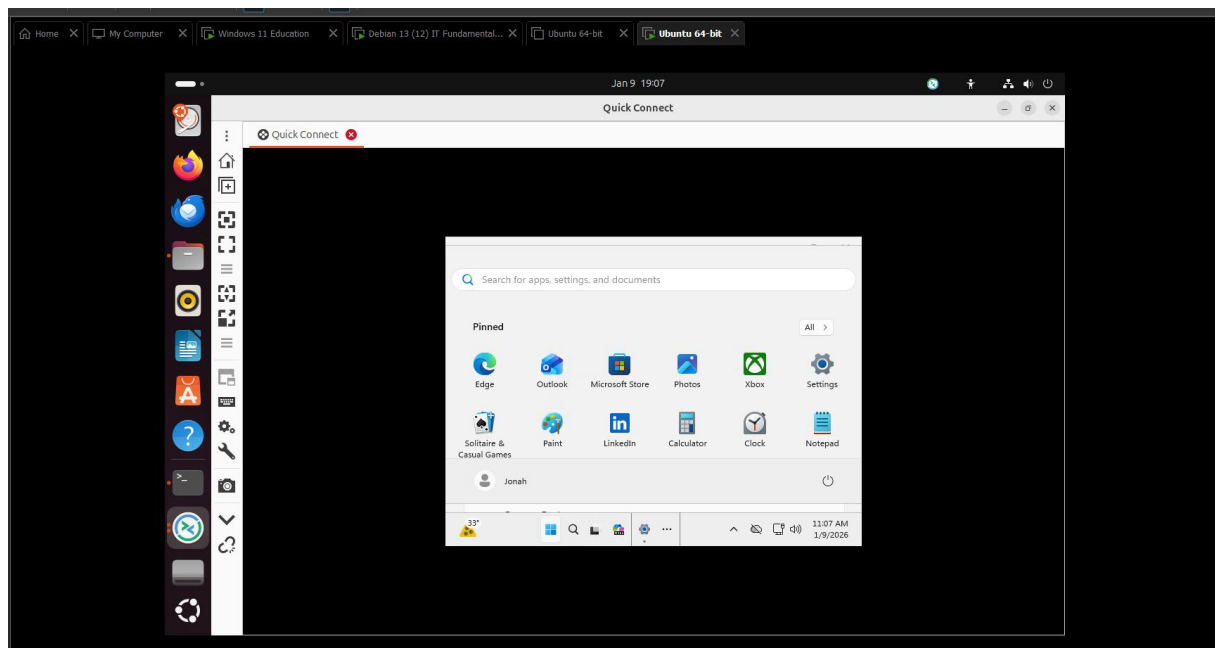 Home My Computer Windows 11 Education Debian 13 (12) IT Fundamental... Ubuntu 64-bit Ubuntu 64-bit
Jan 9 19:07
Quick Connect
Quick Connect
Search for apps, settings, and documents
Pinned All
Edge Outlook Microsoft Store Photos Xbox Settings
Solitaire & Paint LinkedIn Calculator Clock Notepad
Casual Games
Jonah
33°
11:07 AM
1/9/2026